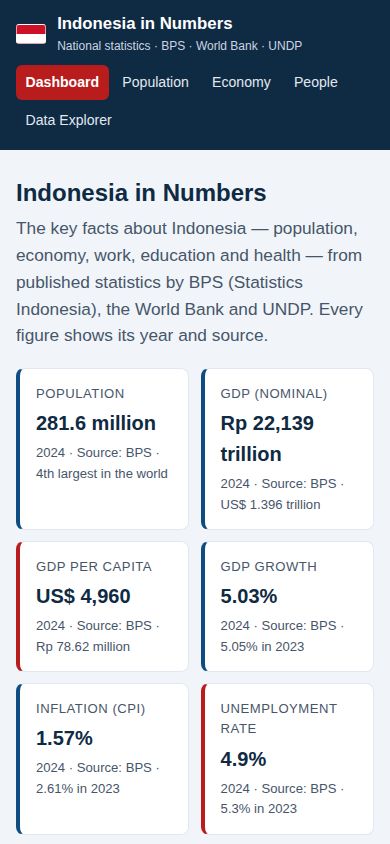 Indonesia in Numbers
National statistics · BPS · World Bank · UNDP
Dashboard Population Economy People
Data Explorer
Indonesia in Numbers
The key facts about Indonesia — population,
economy, work, education and health — from
published statistics by BPS (Statistics
Indonesia), the World Bank and UNDP. Every
figure shows its year and source.
POPULATION
281.6 million
2024 · Source: BPS ·
4th largest in the world
GDP (NOMINAL)
Rp 22,139
trillion
2024 · Source: BPS ·
US$ 1.396 trillion
GDP PER CAPITA
US$ 4,960
2024 · Source: BPS ·
Rp 78.62 million
GDP GROWTH
5.03%
2024 · Source: BPS ·
5.05% in 2023
INFLATION (CPI)
1.57%
2024 · Source: BPS ·
2.61% in 2023
UNEMPLOYMENT
RATE
4.9%
2024 · Source: BPS ·
5.3% in 2023